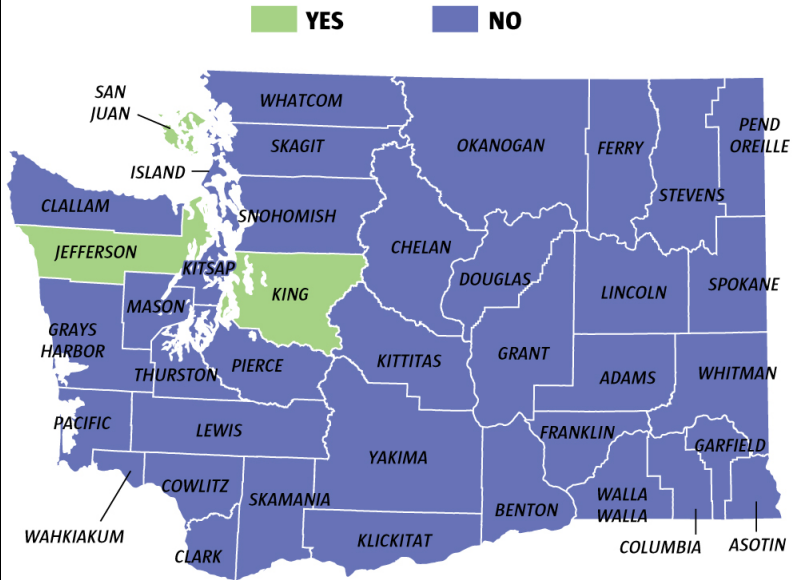 YES
NO
SAN
JUAN
WHATCOM
SKAGIT
ISLAND
OKANOGAN
FERRY
PEND
OREILLE
STEVENS
CLALLAM
SNOHOMISH
JEFFERSON
CHELAN
KITSAP
DOUGLAS
KING
LINCOLN
SPOKANE
MASON
GRAYS
HARBOR
THURSTON
PIERCE
KITTITAS
GRANT
ADAMS
WHITMAN
PACIFIC
LEWIS
YAKIMA
FRANKLIN
GARFIELD
COWLITZ
SKAMANIA
BENTON
WALLA
WALLA
WAHKIAKUM
CLARK
KLICKITAT
COLUMBIA
ASOTIN